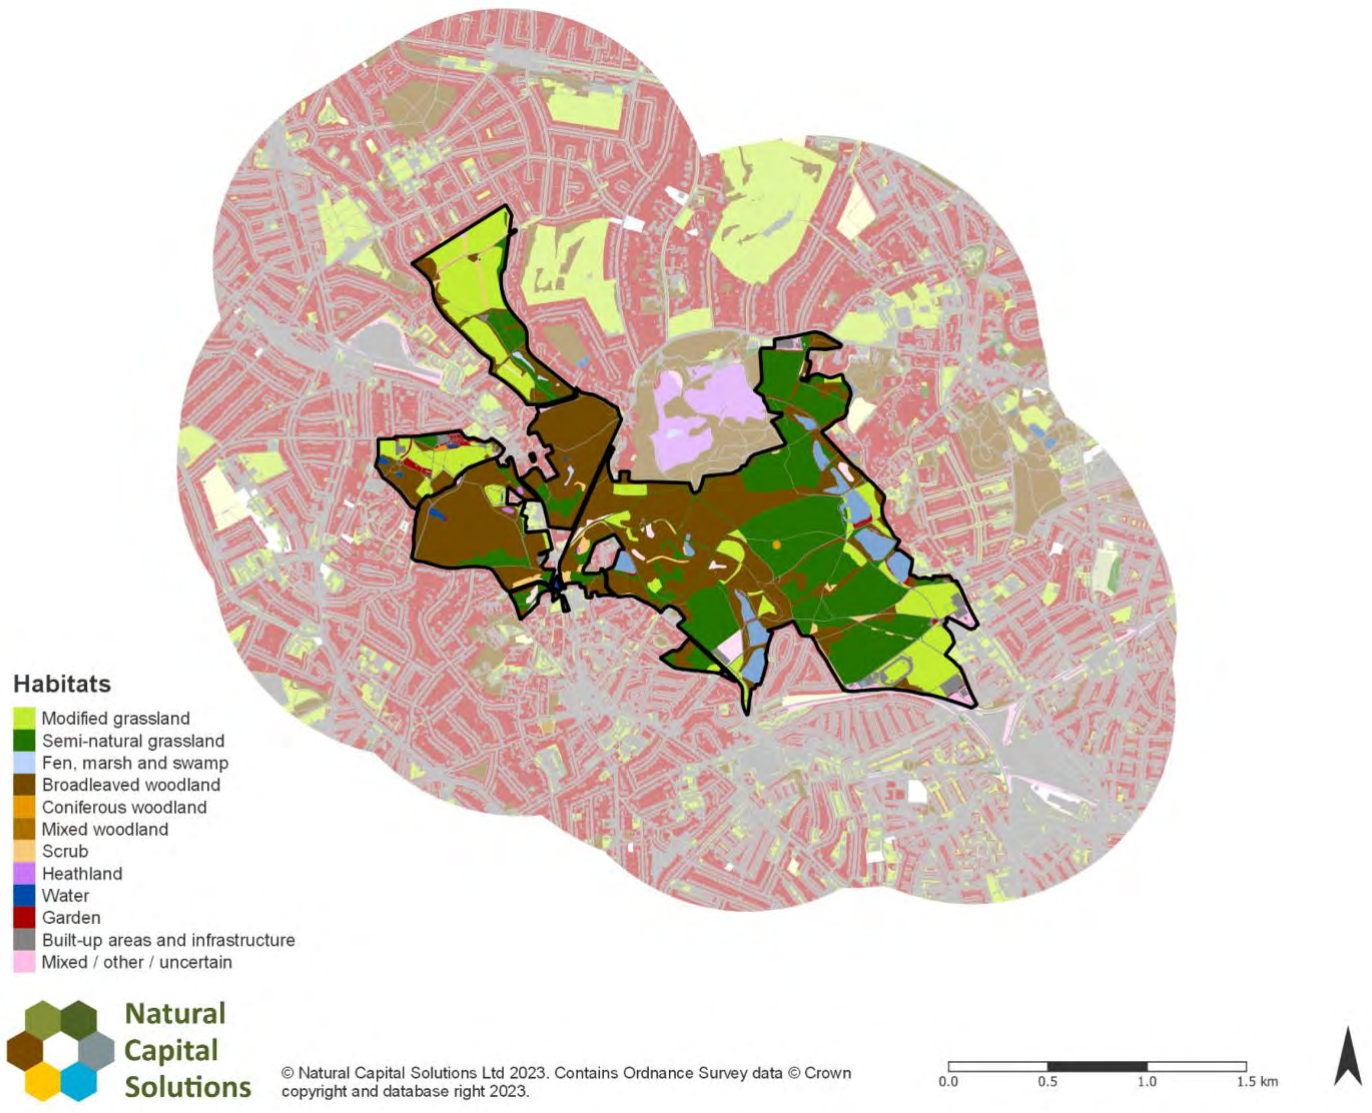 Habitats
Modified grassland
Semi-natural grassland
Fen, marsh and swamp
Broadleaved woodland
Coniferous woodland
Mixed woodland
Scrub
Heathland
Water
Garden
Built-up areas and infrastructure
Mixed / other / uncertain
Natural
Capital
Solutions
© Natural Capital Solutions Ltd 2023. Contains Ordnance Survey data © Crown
copyright and database right 2023.
0.0 0.5 1.0 1.5 km